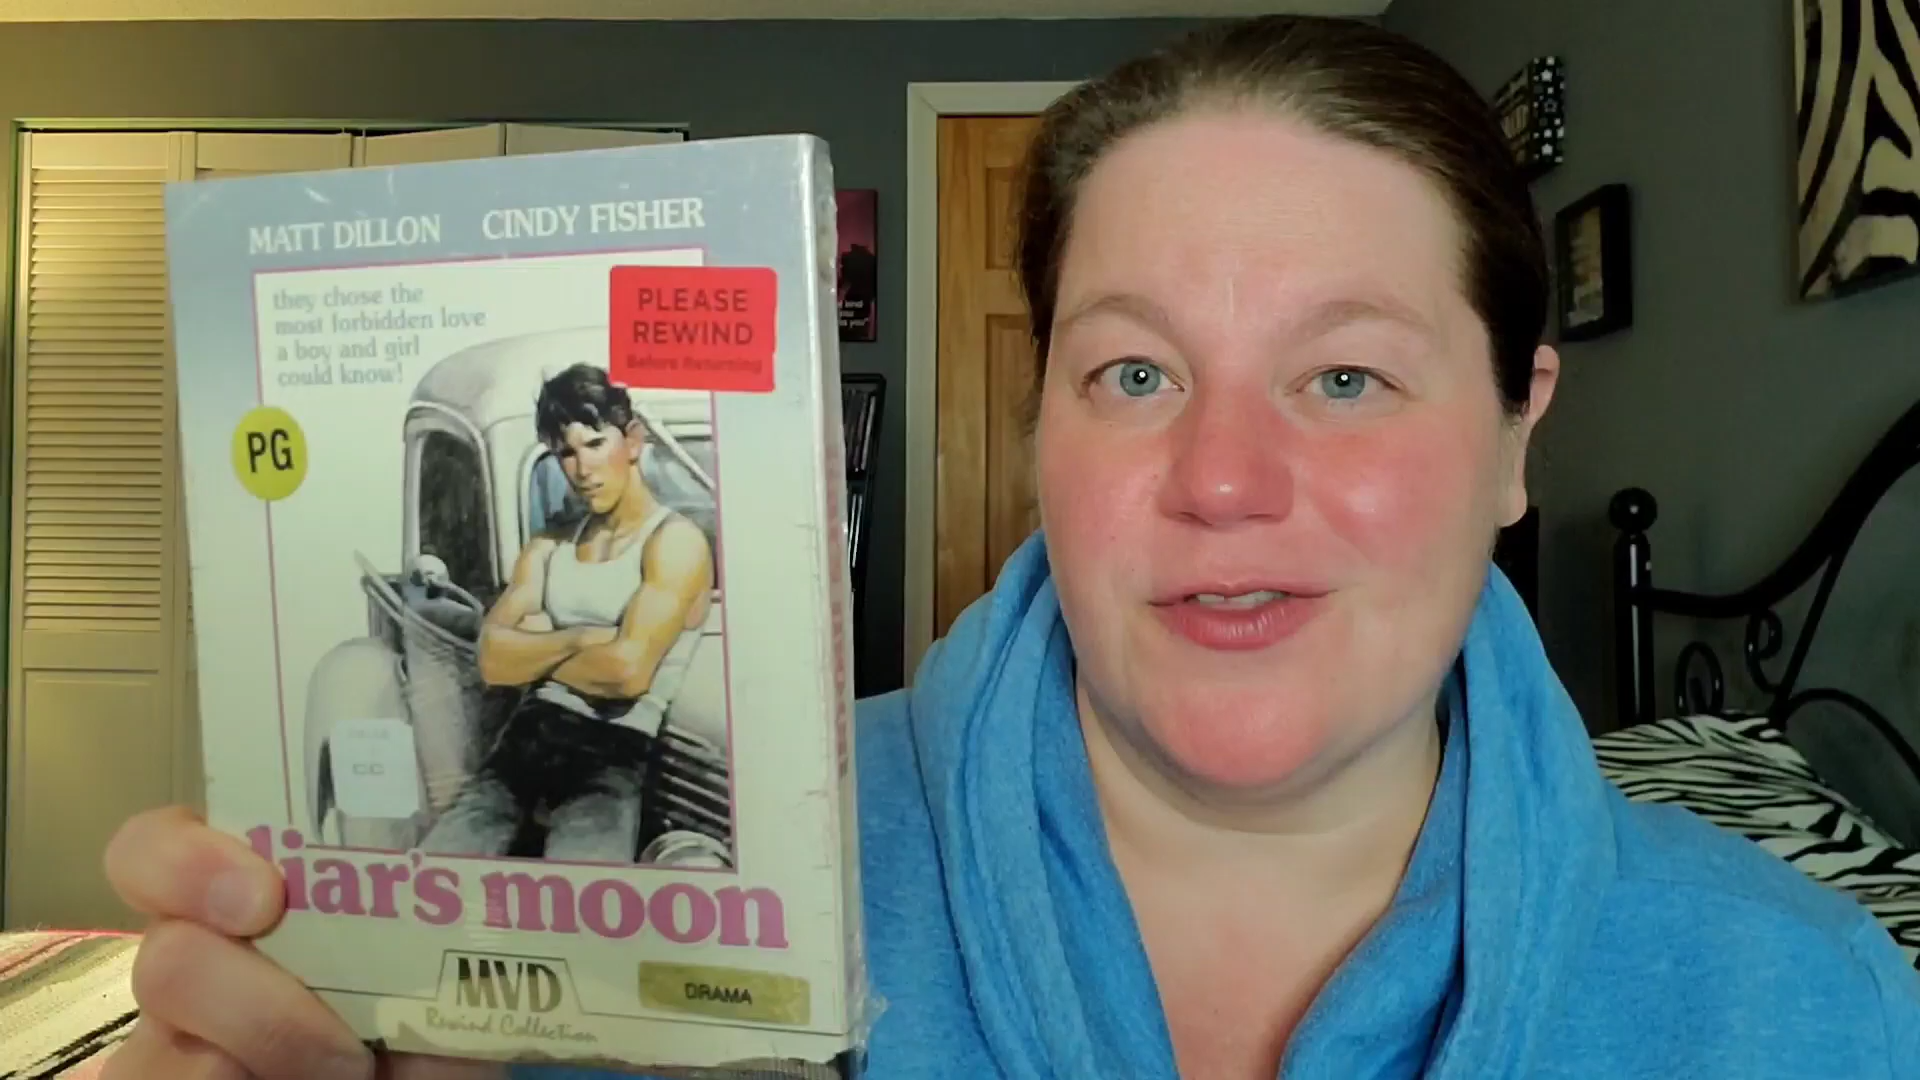 MATT DILLON CINDY FISHER
they chose the
most forbidden love
a boy and girl
could know!
PLEASE
REWIND
Before Returning
PG
CC
liar's moon
MVD
Rewind Collection
DRAMA